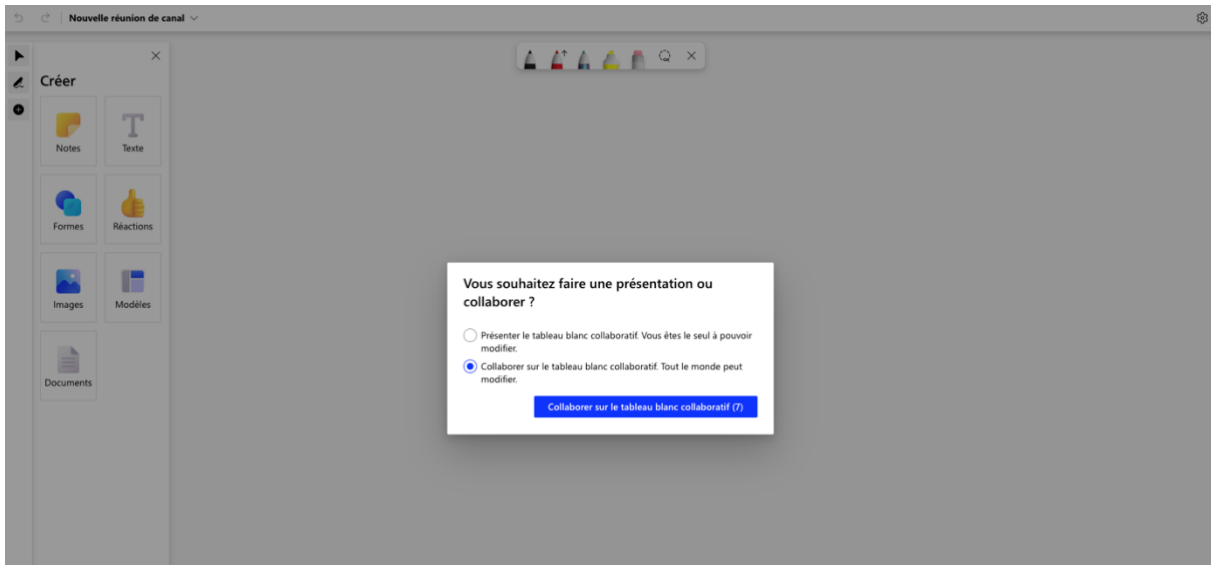 Nouvelle réunion de canal
Créer
Notes
Texte
Formes
Réactions
Images
Modèles
Documents
Vous souhaitez faire une présentation ou
collaborer ?
Présenter le tableau blanc collaboratif. Vous êtes le seul à pouvoir
modifier.
Collaborer sur le tableau blanc collaboratif. Tout le monde peut
modifier.
Collaborer sur le tableau blanc collaboratif (7)